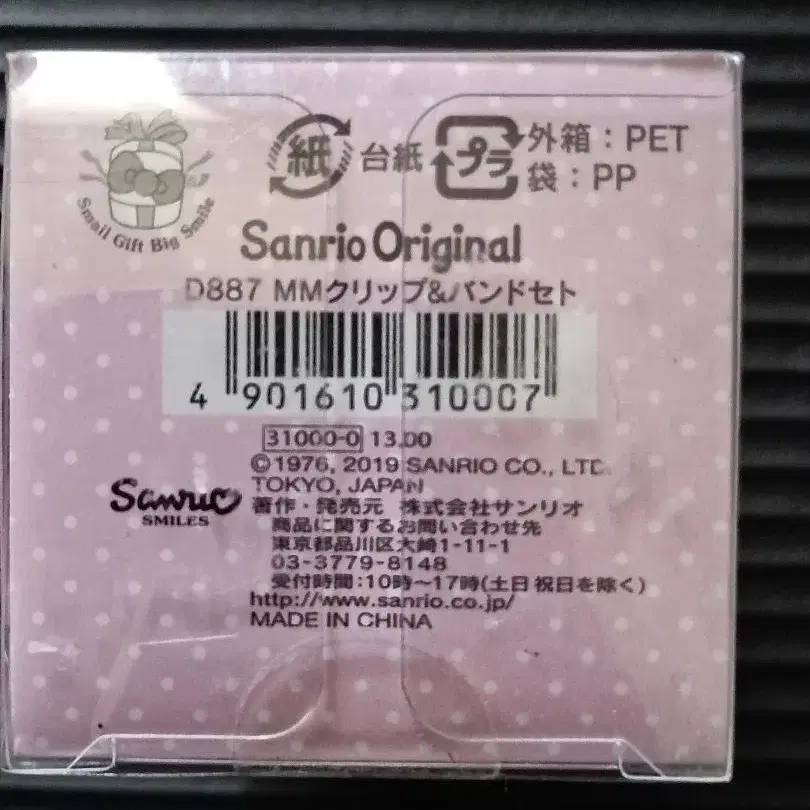 Small Gift Big Smile
紙 台紙
プラ 外箱：PET
袋：PP
Sanrio Original
D887 MMクリップ&バンドセト
4 901610 310007
31000-0 13.00
©1976, 2019 SANRIO CO., LTD.
TOKYO, JAPAN
Sanrio
SMILES
著作・発売元 株式会社サンリオ
商品に関するお問い合わせ先
東京都品川区大崎1-11-1
03-3779-8148
受付時間：10時～17時(土日祝日を除く)
http://www.sanrio.co.jp/
MADE IN CHINA